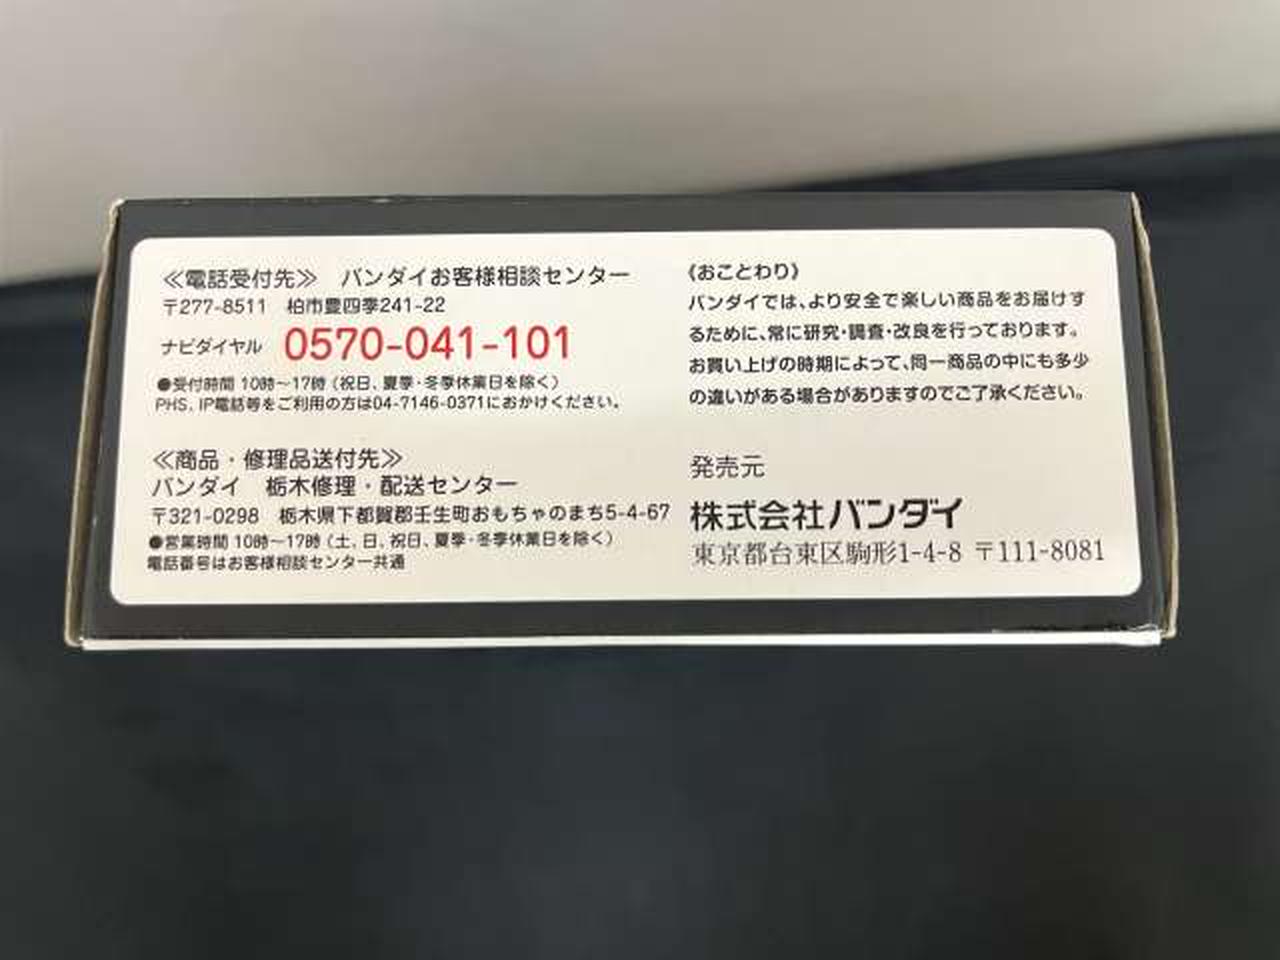 ≪電話受付先≫　バンダイお客様相談センター
〒277-8511　柏市豊四季241-22
ナビダイヤル　0570-041-101
●受付時間 10時～17時（祝日、夏季・冬季休業日を除く）
PHS、IP電話等をご利用の方は04-7146-0371におかけください。
≪商品・修理品送付先≫
バンダイ　栃木修理・配送センター
〒321-0298　栃木県下都賀郡壬生町おもちゃのまち5-4-67
●営業時間 10時～17時（土、日、祝日、夏季・冬季休業日を除く）
電話番号はお客様相談センター共通
《おことわり》
バンダイでは、より安全で楽しい商品をお届けす
るために、常に研究・調査・改良を行っております。
お買い上げの時期によって、同一商品の中にも多少
の違いがある場合がありますのでご了承ください。
発売元
株式会社バンダイ
東京都台東区駒形1-4-8 〒111-8081